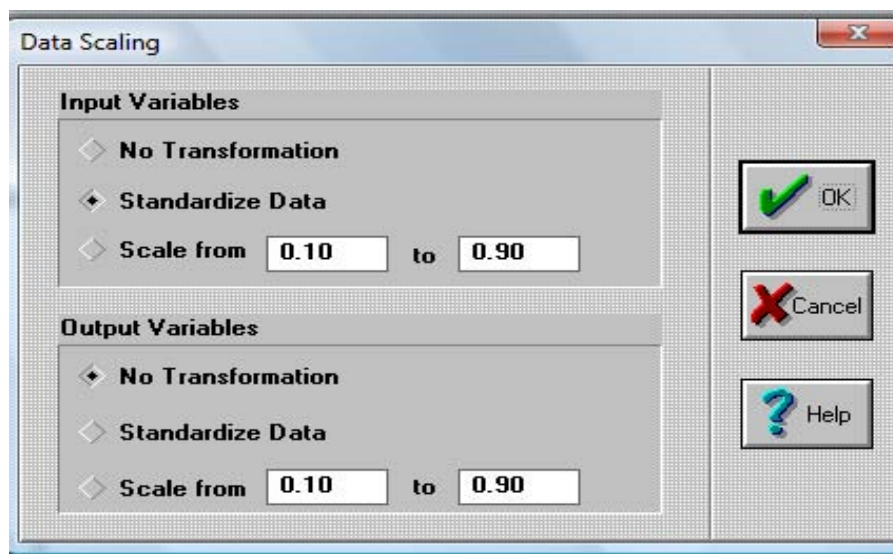 Data Scaling
Input Variables
No Transformation
Standardize Data
Scale from 0.10 to 0.90
Output Variables
No Transformation
Standardize Data
Scale from 0.10 to 0.90
OK
Cancel
Help